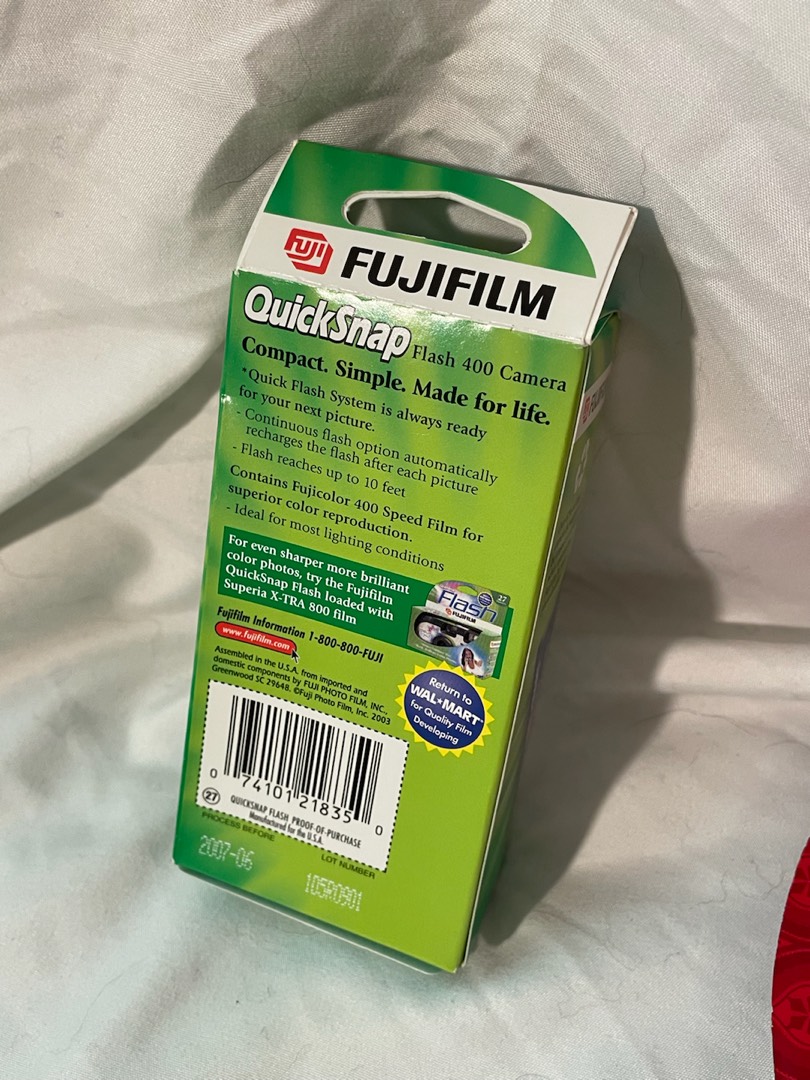 FUJI FUJIFILM
QuickSnap Flash 400 Camera
Compact. Simple. Made for life.
*Quick Flash System is always ready
for your next picture.
- Continuous flash option automatically
recharges the flash after each picture
- Flash reaches up to 10 feet
Contains Fujicolor 400 Speed Film for
superior color reproduction.
- Ideal for most lighting conditions
For even sharper more brilliant
color photos, try the Fujifilm
QuickSnap Flash loaded with
Superia X-TRA 800 film
27
Flash
FUJIFILM
Fujifilm Information 1-800-800-FUJI
www.fujifilm.com
Assembled in the U.S.A. from imported and
domestic components by FUJI PHOTO FILM, INC.,
Greenwood SC 29648. ©Fuji Photo Film, Inc. 2003
Return to
WAL★MART
for Quality Film
Developing
0 74101 21835 0
27 QUICKSNAP FLASH PROOF-OF-PURCHASE
Manufactured for the U.S.A.
PROCESS BEFORE
LOT NUMBER
2007-06
105R0901